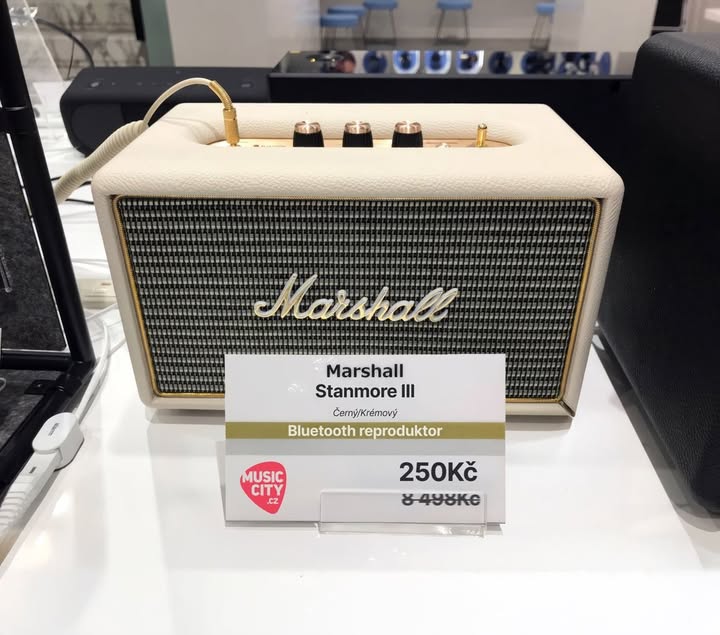 Marshall
Marshall
Stanmore III
Černý/Krémový
Bluetooth reproduktor
MUSIC
CITY
.CZ
250Kč
8 498Kč